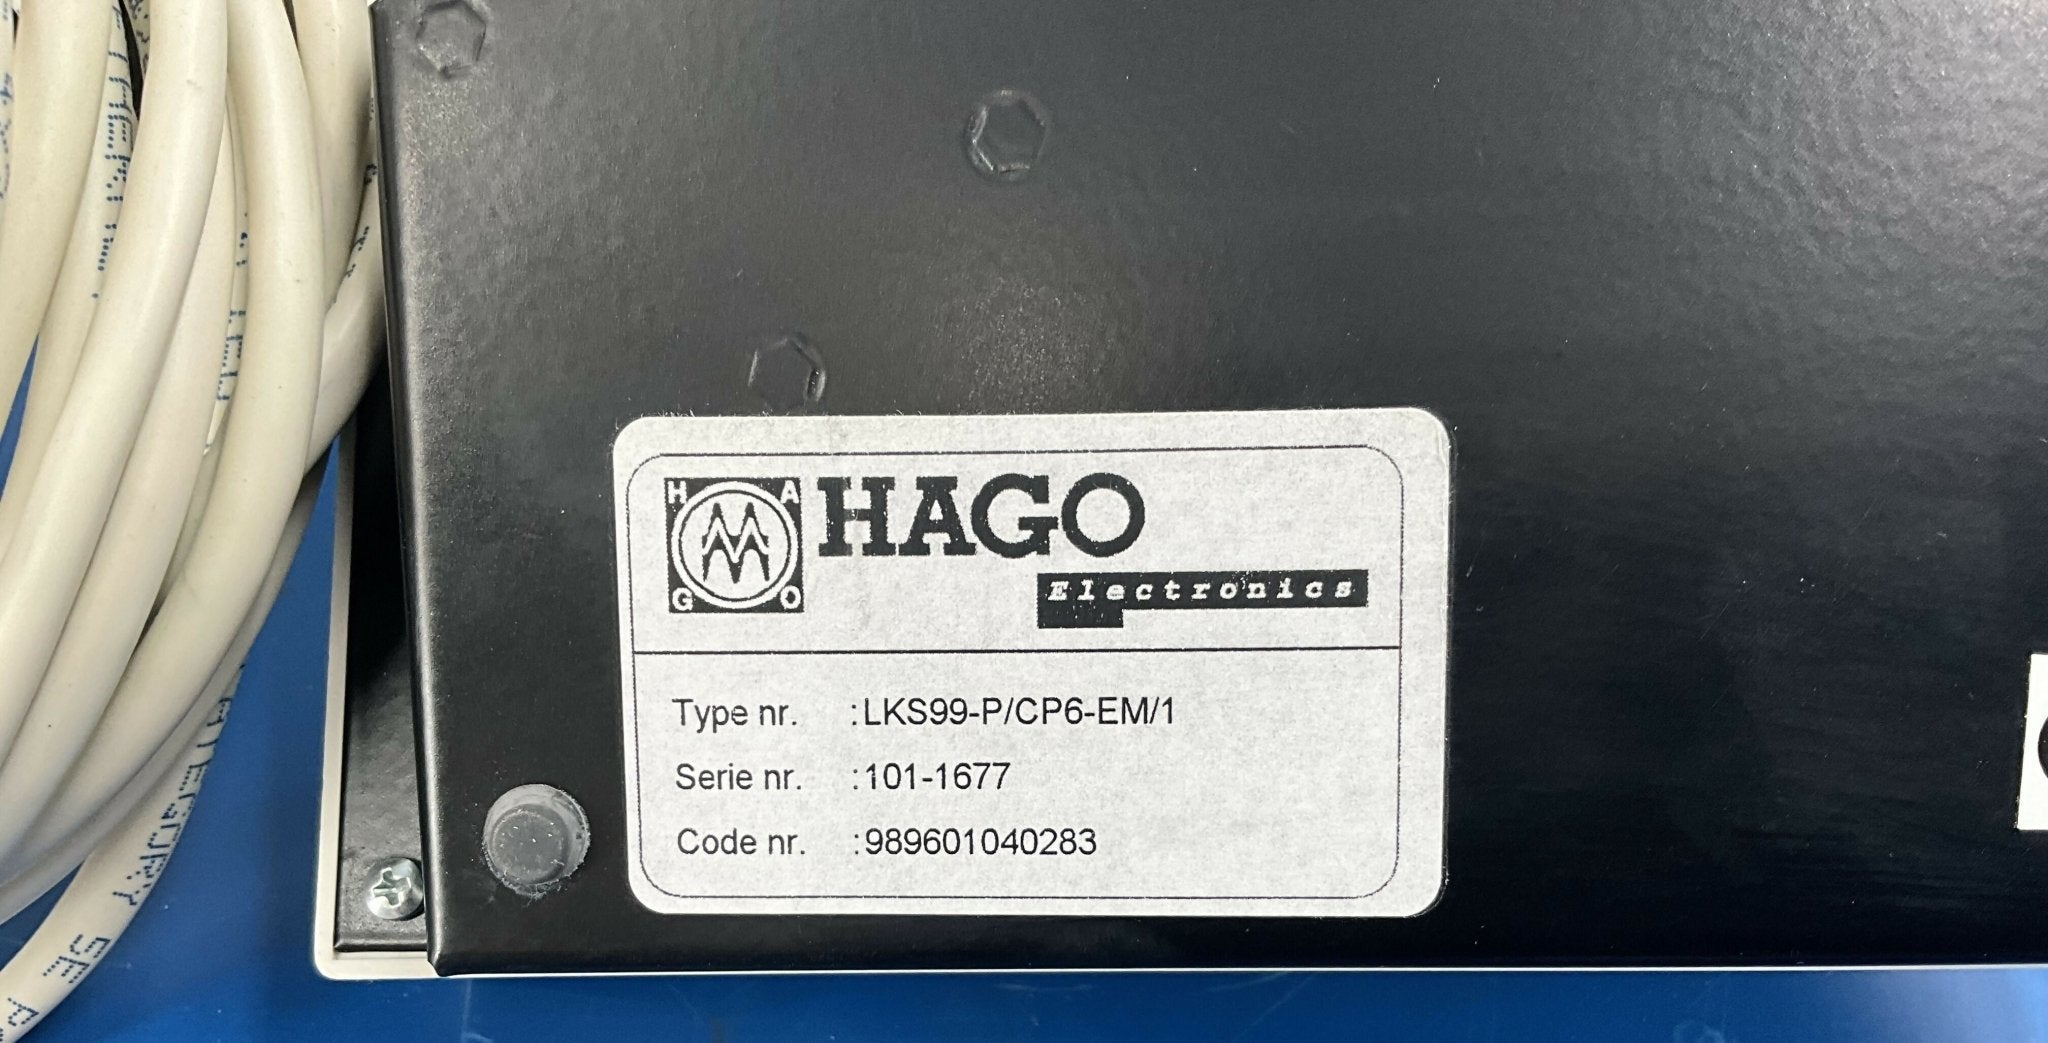 H A
G O
HAGO
Electronics
Type nr. :LKS99-P/CP6-EM/1
Serie nr. :101-1677
Code nr. :989601040283